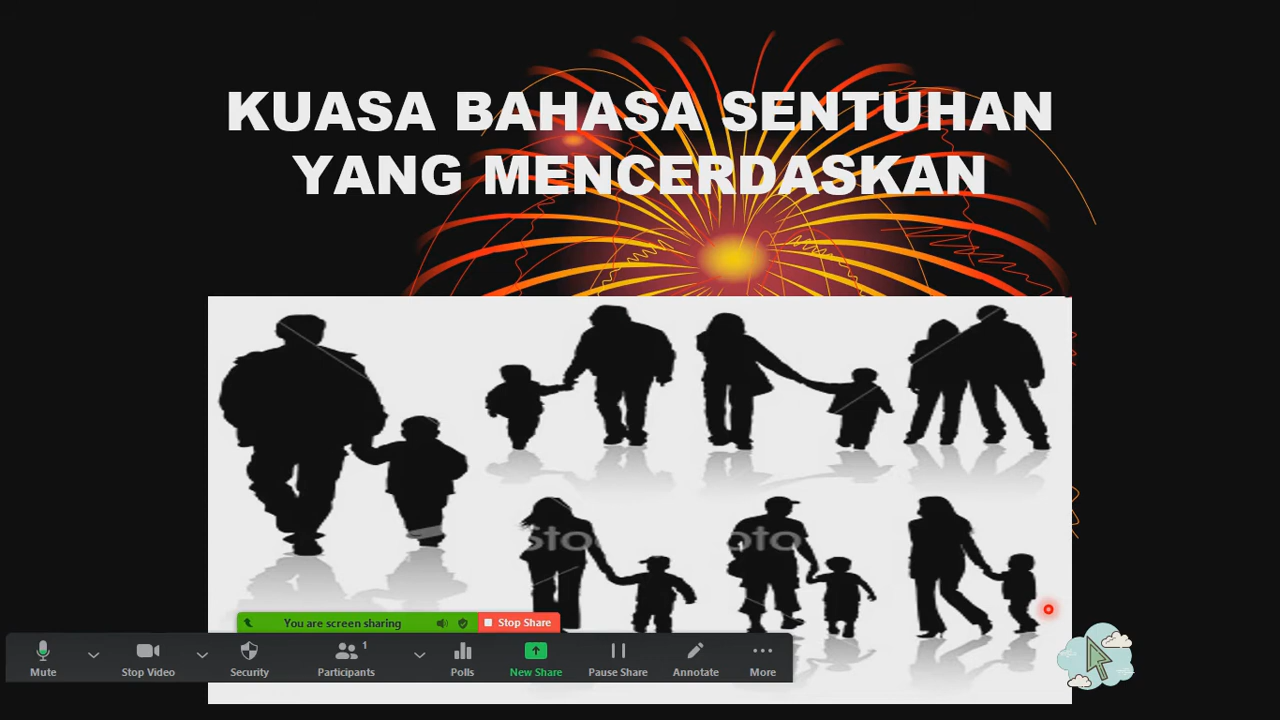 KUASA BAHASA SENTUHAN
YANG MENCERDASKAN
You are screen sharing
Stop Share
1
Mute
Stop Video
Security
Participants
Polls
New Share
Pause Share
Annotate
More